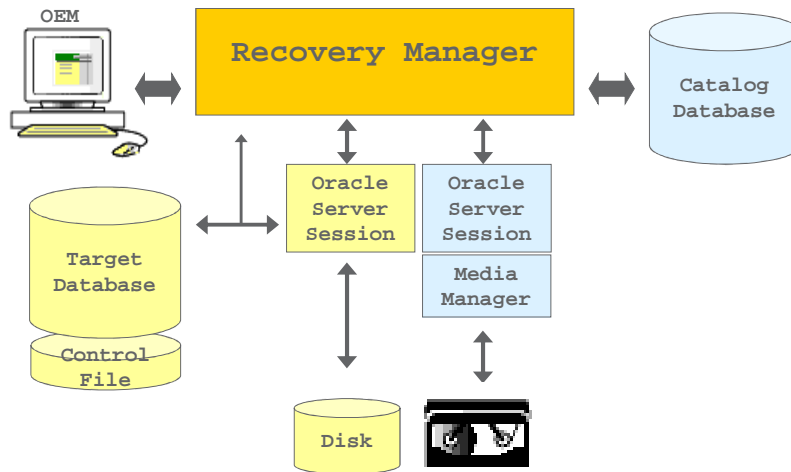 OEM
Recovery Manager
Catalog
Database
Oracle
Server
Session
Oracle
Server
Session
Media
Manager
Target
Database
Control
File
Disk